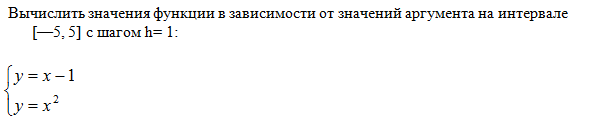 Вычислить значения функции в зависимости от значений аргумента на интервале
[—5, 5] с шагом h= 1:
y = x − 1
y = x²